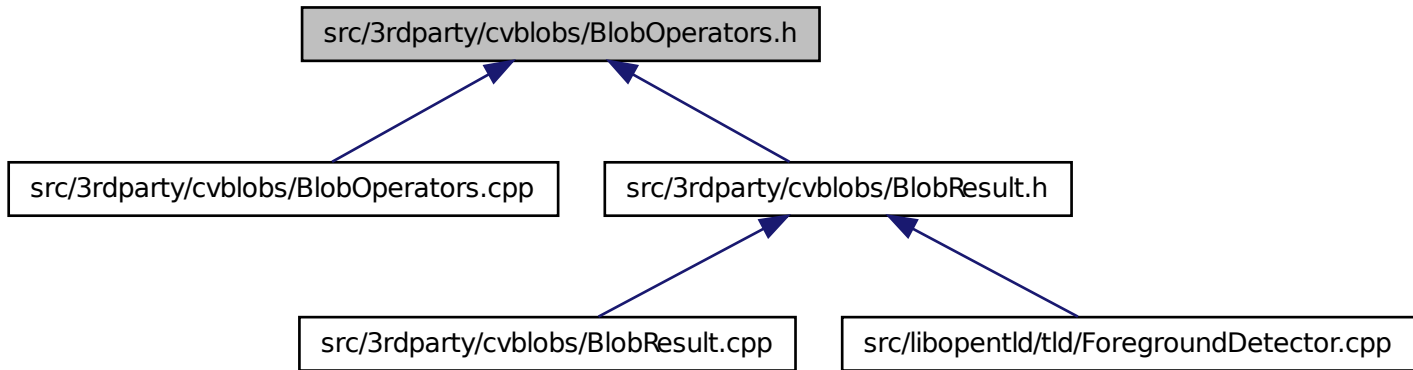 src/3rdparty/cvblobs/BlobOperators.h
src/3rdparty/cvblobs/BlobOperators.cpp
src/3rdparty/cvblobs/BlobResult.h
src/3rdparty/cvblobs/BlobResult.cpp
src/libopentld/tld/ForegroundDetector.cpp